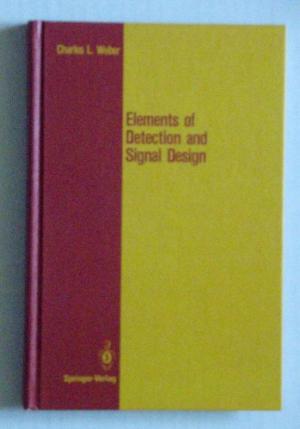 Charles L. Weber
Elements of
Detection and
Signal Design
Springer-Verlag